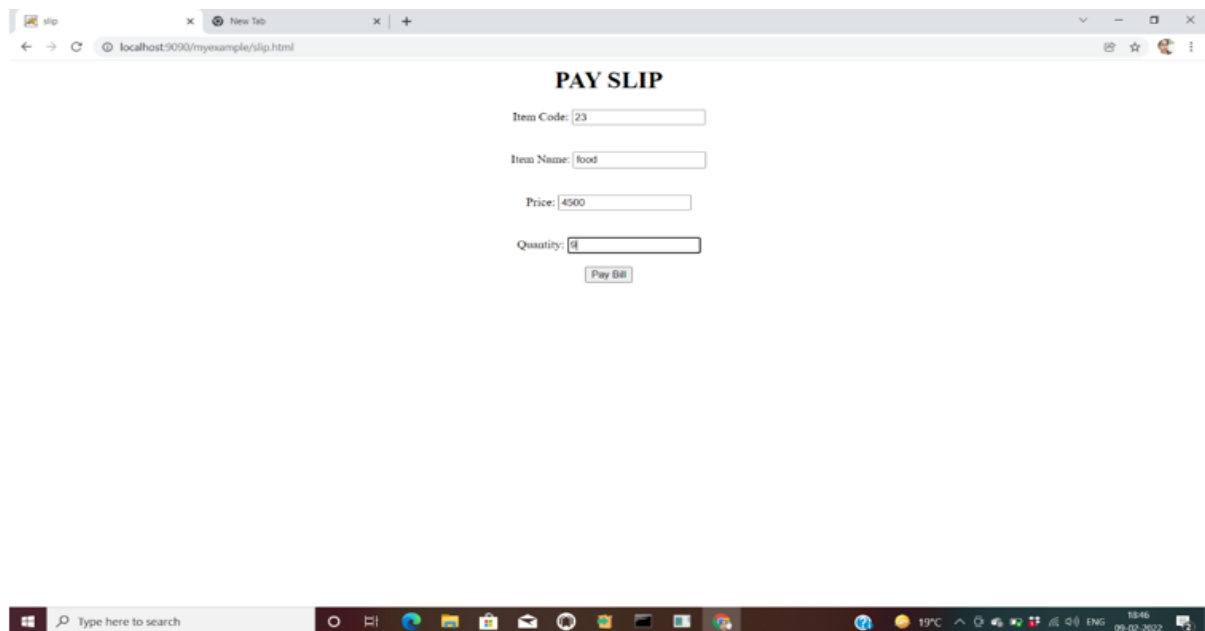 slip
New Tab
localhost:9090/myexample/slip.html
PAY SLIP
Item Code: 23
Item Name: food
Price: 4500
Quantity: 9
Pay Bill
Type here to search
19°C
ENG
18:46
09-02-2022
2